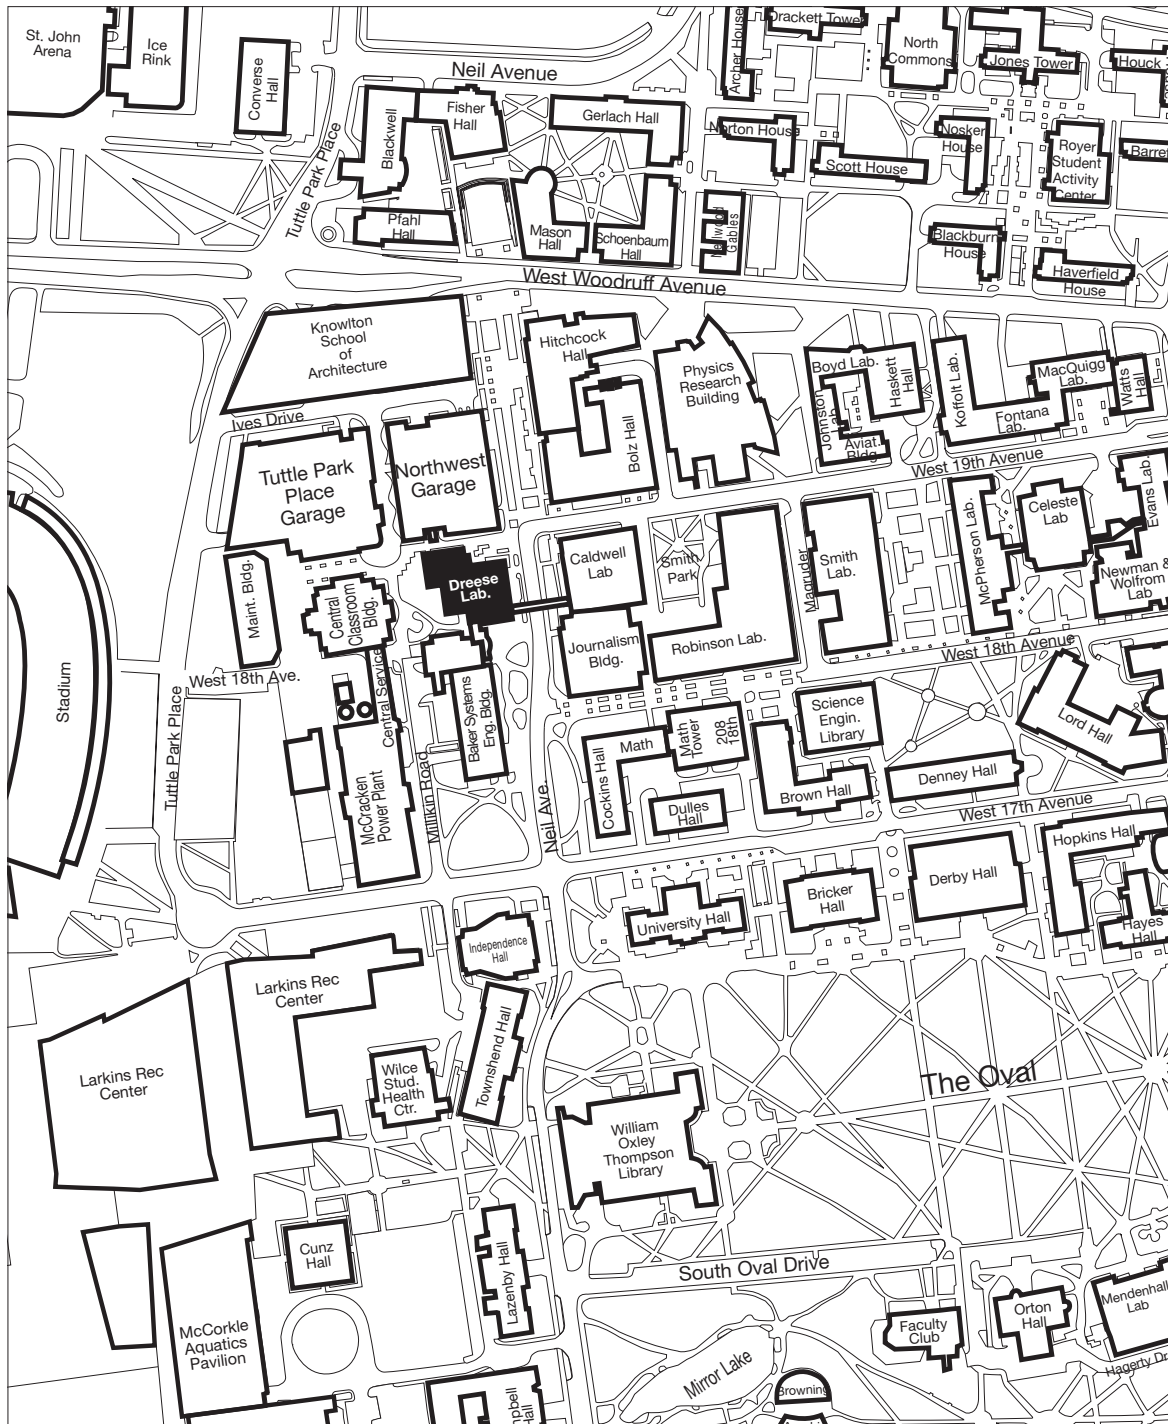 St. John
Arena
Ice
Rink
Converse
Hall
Neil Avenue
Archer House
Drackett Tower
North
Commons
Jones Tower
Houck
Tuttle Park Place
Blackwell
Fisher
Hall
Gerlach Hall
Norton House
Scott House
Nosker
House
Royer
Student
Activity
Center
Pfahl
Hall
Mason
Hall
Schoenbaum
Hall
Gables
Blackburn
House
Haverfield
House
West Woodruff Avenue
Knowlton
School
of
Architecture
Hitchcock
Hall
Physics
Research
Building
Boyd Lab.
Haskett
Hall
Johnston
Lab.
Aviat.
Bldg.
Koffolt Lab.
MacQuigg
Lab.
Watts
Hall
Fontana
Lab.
Ives Drive
Tuttle Park
Place
Garage
Northwest
Garage
Bolz Hall
West 19th Avenue
Maint. Bldg.
Central
Classroom
Bldg.
Dreese
Lab.
Caldwell
Lab
Smith
Park
Magruder
Smith
Lab.
McPherson Lab.
Celeste
Lab
Evans Lab.
Newman &
Wolfrom
Lab
Journalism
Bldg.
Robinson Lab.
West 18th Avenue
Stadium
West 18th Ave.
Tuttle Park Place
Central Service
Baker Systems
Eng. Bldg.
McCracken
Power Plant
Millikin Road
Neil Ave.
Cockins Hall
Math
Math
Tower
208
18th
Science
Engin.
Library
Lord Hall
Dulles
Hall
Brown Hall
Denney Hall
West 17th Avenue
University Hall
Bricker
Hall
Derby Hall
Hopkins Hall
Hayes
Hall
Independence
Hall
Larkins Rec
Center
Larkins Rec
Center
Wilce
Stud.
Health
Ctr.
Townshend Hall
William
Oxley
Thompson
Library
The Oval
Cunz
Hall
Lazenby Hall
South Oval Drive
McCorkle
Aquatics
Pavilion
Mirror Lake
Browning
Faculty
Club
Orton
Hall
Mendenhall
Lab
Hagerty Dr